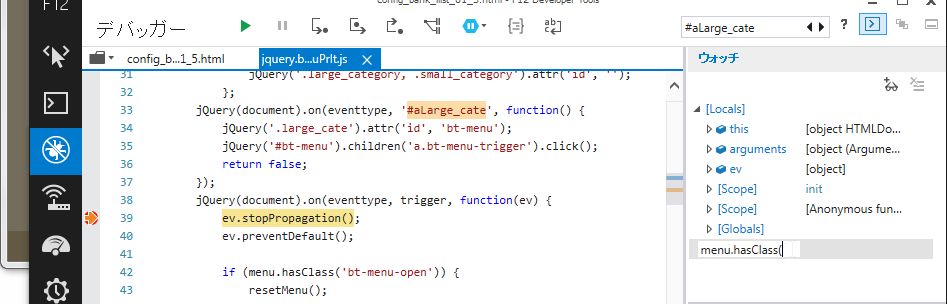 F12
config_bank_list_01_5.html - F12 Developer Tools
デバッガー
#aLarge_cate
?
config_b...1_5.html
jquery.b...uPrlt.js
ウォッチ
31 jQuery('.large_category, .small_category').attr('id', '');
32 };
33 jQuery(document).on(eventtype, '#aLarge_cate', function() {
34 jQuery('.large_cate').attr('id', 'bt-menu');
35 jQuery('#bt-menu').children('a.bt-menu-trigger').click();
36 return false;
37 });
38 jQuery(document).on(eventtype, trigger, function(ev) {
39 ev.stopPropagation();
40 ev.preventDefault();
41
42 if (menu.hasClass('bt-menu-open')) {
43 resetMenu();
[Locals]
this [object HTMLDo...
arguments [object (Argume...
ev [object]
[Scope] init
[Scope] [Anonymous fun...
[Globals]
menu.hasClass(